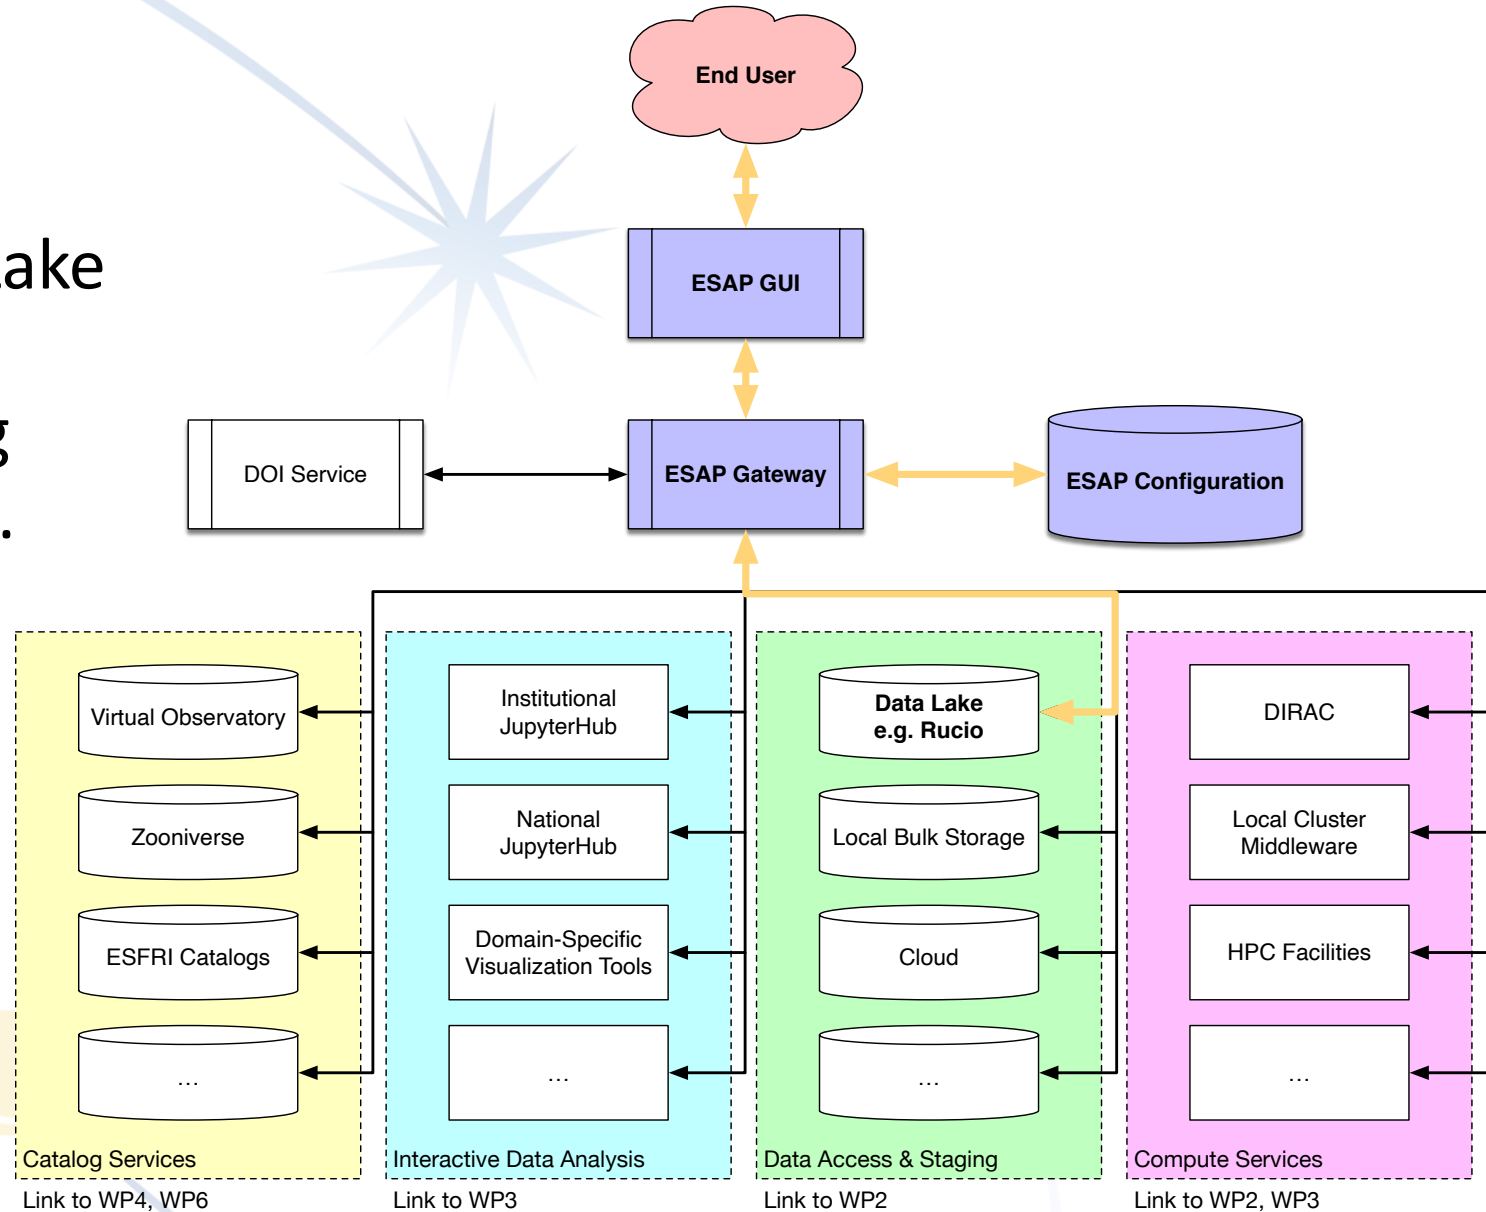 End User
ake
ESAP GUI
g
.
DOI Service
ESAP Gateway
ESAP Configuration
Virtual Observatory
Zooniverse
ESFRI Catalogs
...
Catalog Services
Link to WP4, WP6
Institutional
JupyterHub
National
JupyterHub
Domain-Specific
Visualization Tools
...
Interactive Data Analysis
Link to WP3
Data Lake
e.g. Rucio
Local Bulk Storage
Cloud
...
Data Access & Staging
Link to WP2
DIRAC
Local Cluster
Middleware
HPC Facilities
...
Compute Services
Link to WP2, WP3